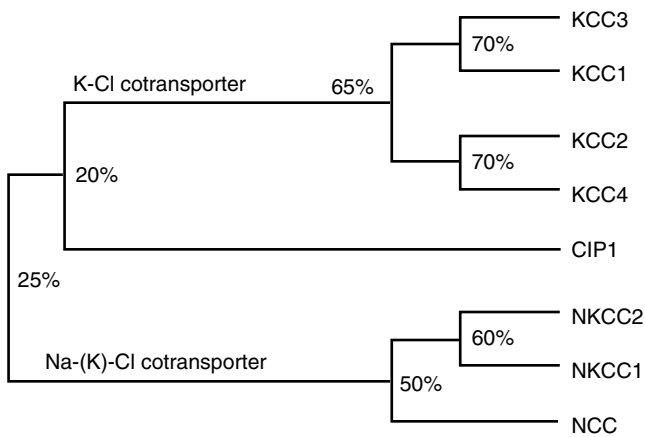 KCC3
70%
KCC1
K-Cl cotransporter
65%
KCC2
70%
KCC4
20%
CIP1
25%
NKCC2
60%
NKCC1
Na-(K)-Cl cotransporter
50%
NCC